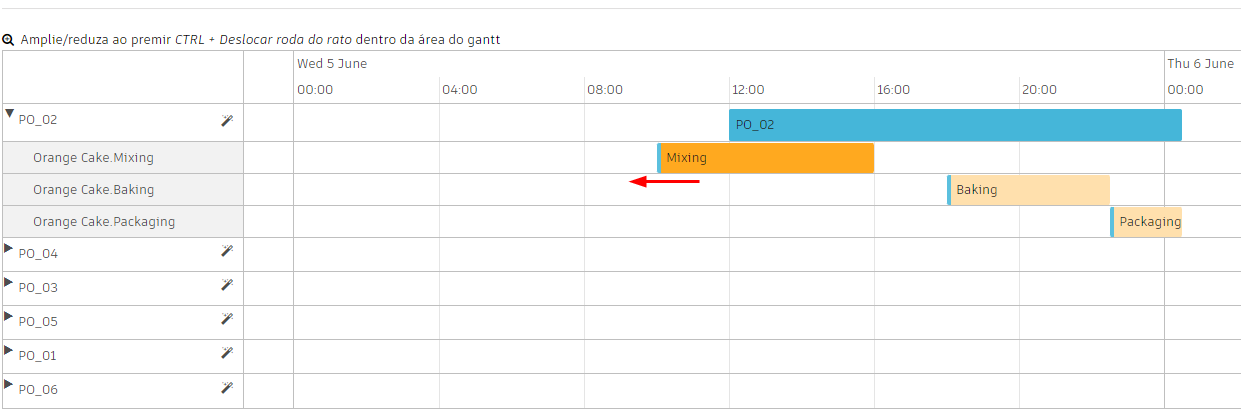 Amplie/reduza ao premir CTRL + Deslocar roda do rato dentro da área do gantt
Wed 5 June Thu 6 June
00:00 04:00 08:00 12:00 16:00 20:00 00:00
PO_02 PO_02
Orange Cake.Mixing Mixing
Orange Cake.Baking Baking
Orange Cake.Packaging Packaging
PO_04
PO_03
PO_05
PO_01
PO_06